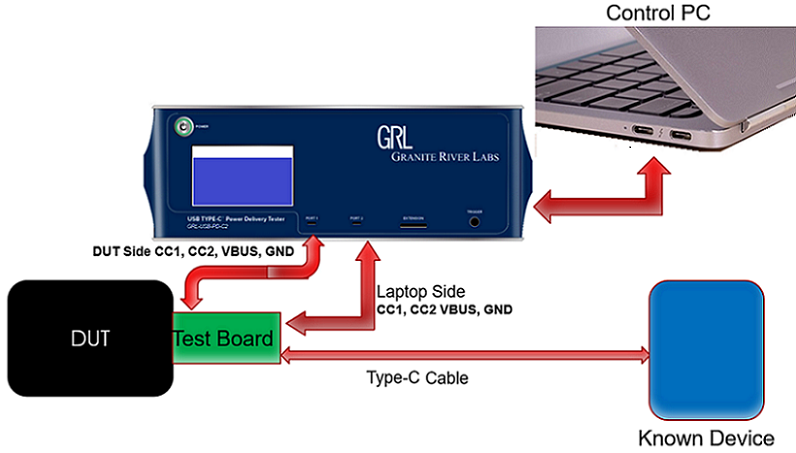 Control PC
POWER
GRL
GRANITE RIVER LABS
USB TYPE-C™ Power Delivery Tester
GRL-USB-PD-C2
PORT 1
PORT 2
EXTENSION
TRIGGER
DUT Side CC1, CC2, VBUS, GND
Laptop Side
CC1, CC2 VBUS, GND
DUT
Test Board
Type-C Cable
Known Device